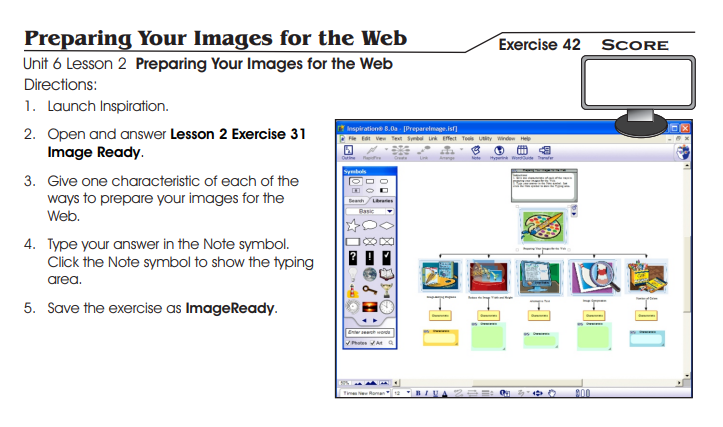 Preparing Your Images for the Web
Exercise 42 SCORE
Unit 6 Lesson 2 Preparing Your Images for the Web
Directions:
1. Launch Inspiration.
2. Open and answer Lesson 2 Exercise 31
Image Ready.
3. Give one characteristic of each of the
ways to prepare your images for the
Web.
4. Type your answer in the Note symbol.
Click the Note symbol to show the typing
area.
5. Save the exercise as ImageReady.
Inspiration® 8.0a - [PrepareImage.isf]
File Edit View Text Symbol Link Effect Tools Utility Window Help
Outline RapidFire Create Link Arrange Note Hyperlink Word Guide Transfer
Symbols
Search Libraries
Basic
Enter search words
Photos Art
Times New Roman 12 B I U A